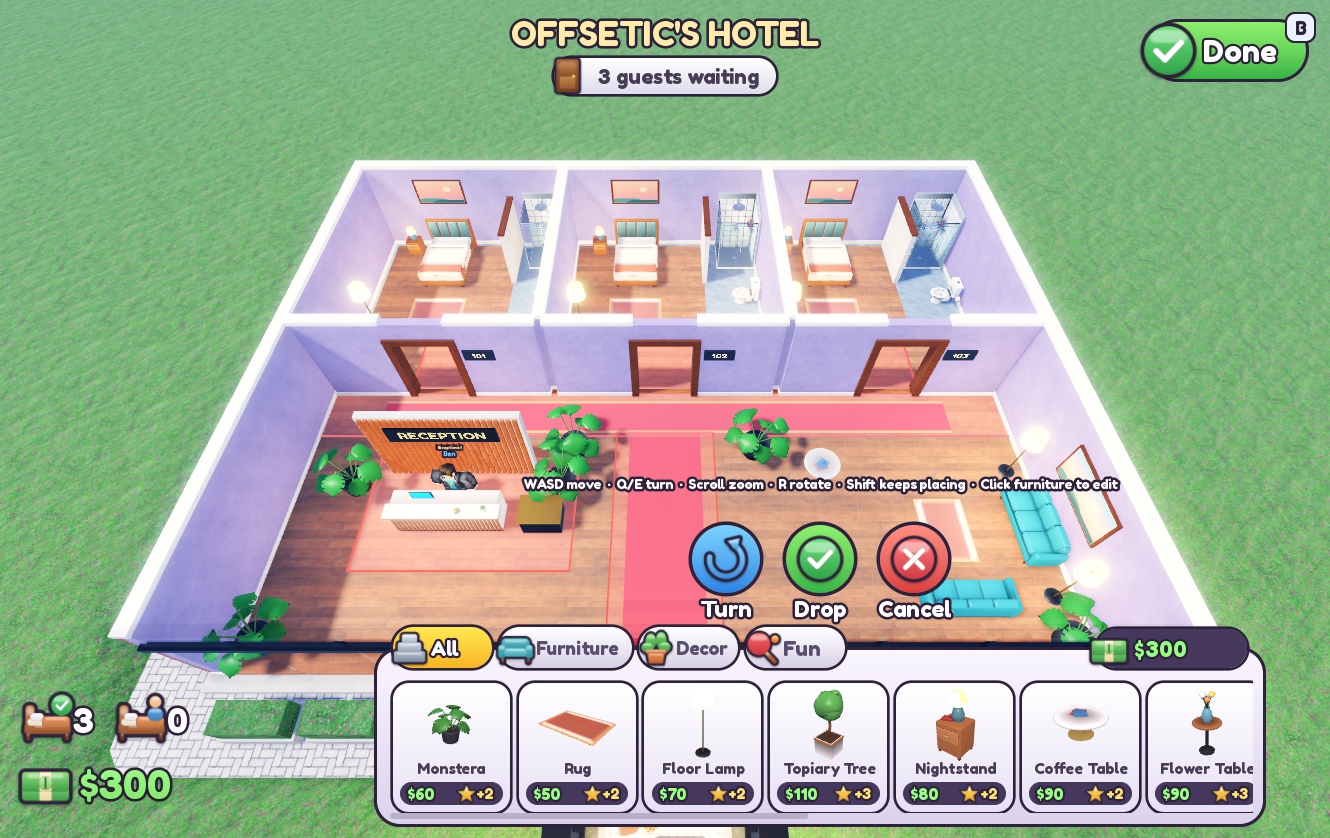 OFFSETIC'S HOTEL
3 guests waiting
B
Done
101
102
103
RECEPTION
Receptionist
Ben
WASD move • Q/E turn • Scroll zoom • R rotate • Shift keeps placing • Click furniture to edit
Turn
Drop
Cancel
All
Furniture
Decor
Fun
$300
3
0
$300
Monstera
$60
+2
Rug
$50
+2
Floor Lamp
$70
+2
Topiary Tree
$110
+3
Nightstand
$80
+2
Coffee Table
$90
+2
Flower Table
$90
+3